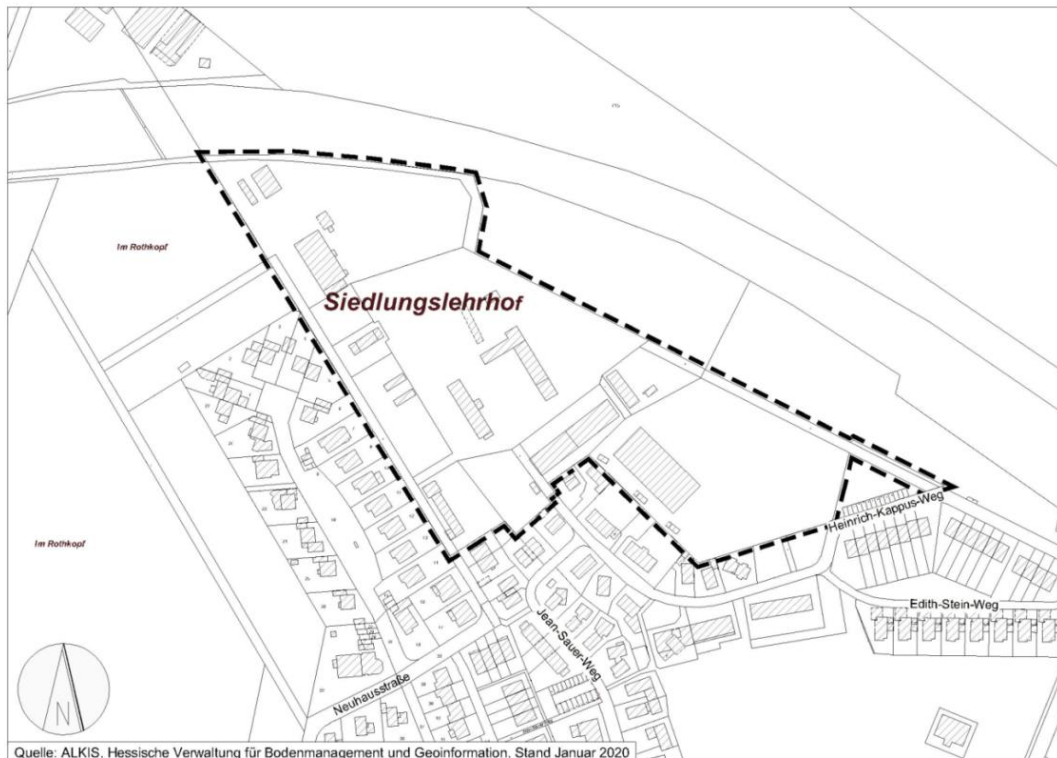 Im Rothkopf
Siedlungslehrhof
Heinrich-Kappus-Weg
Im Rothkopf
Edith-Stein-Weg
Jean-Sauer-Weg
Neuhausstraße
N
Quelle: ALKIS, Hessische Verwaltung für Bodenmanagement und Geoinformation, Stand Januar 2020